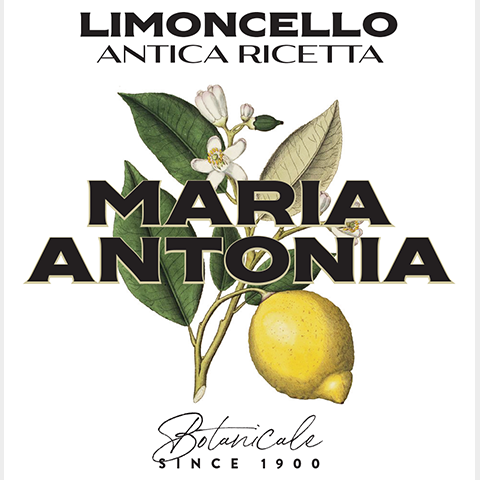 LIMONCELLO
ANTICA RICETTA
MARIA
ANTONIA
Botanicale
SINCE 1900